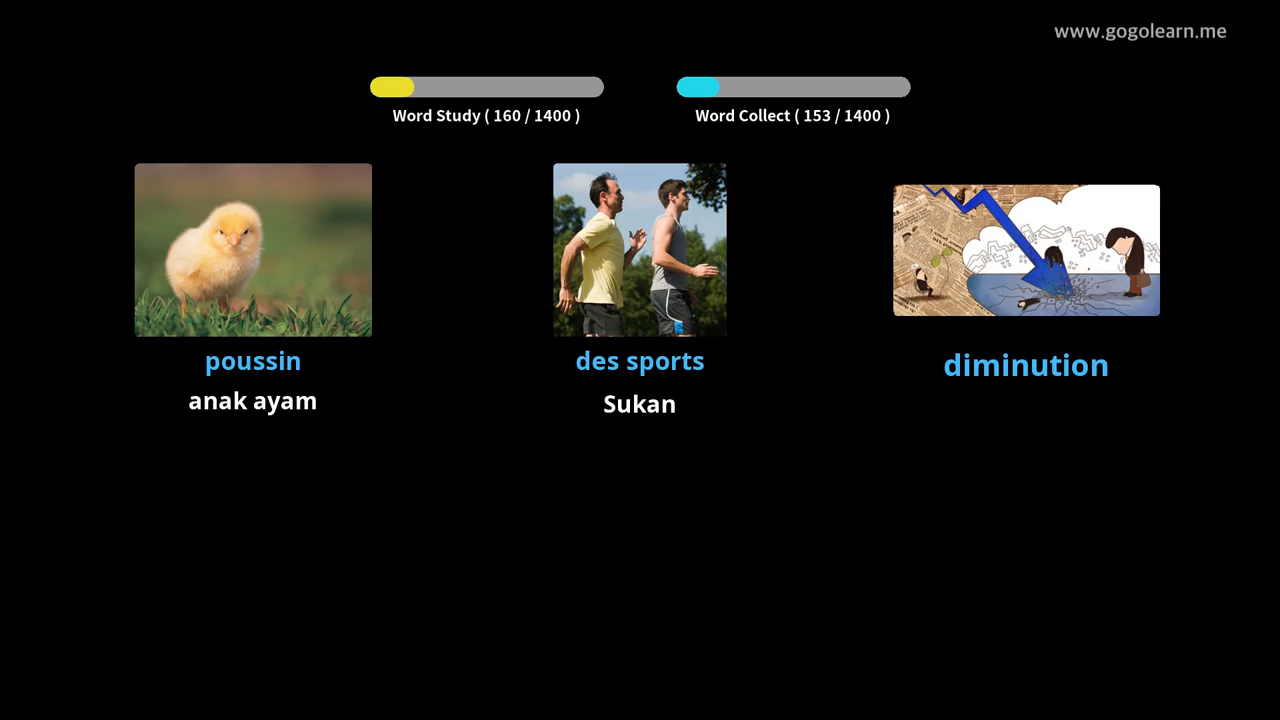 www.gogolearn.me
Word Study ( 160 / 1400 )
Word Collect ( 153 / 1400 )
poussin
des sports
diminution
anak ayam
Sukan